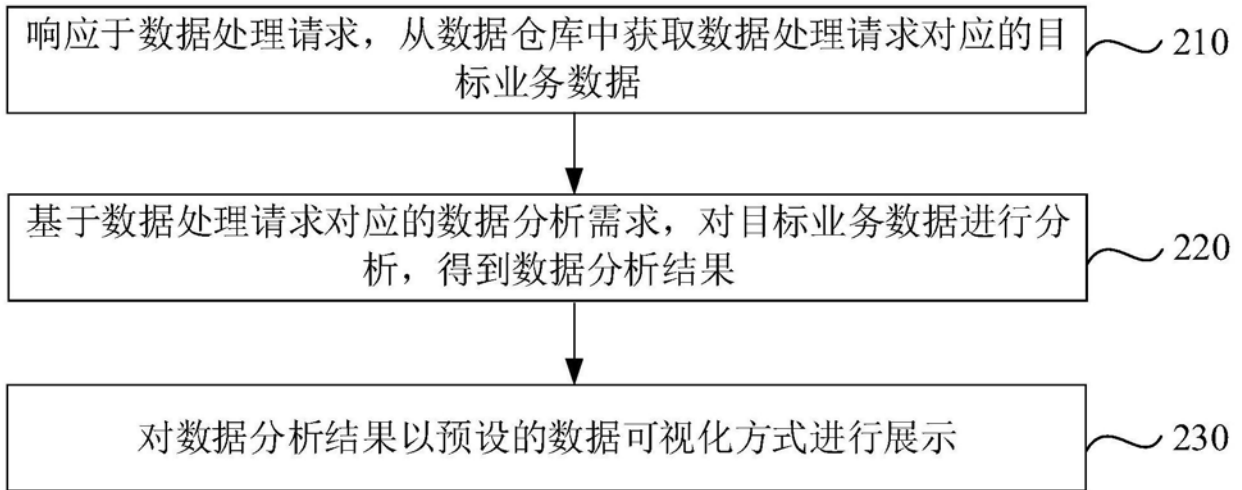 响应于数据处理请求，从数据仓库中获取数据处理请求对应的目
标业务数据
210
基于数据处理请求对应的数据分析需求，对目标业务数据进行分
析，得到数据分析结果
220
对数据分析结果以预设的数据可视化方式进行展示
230